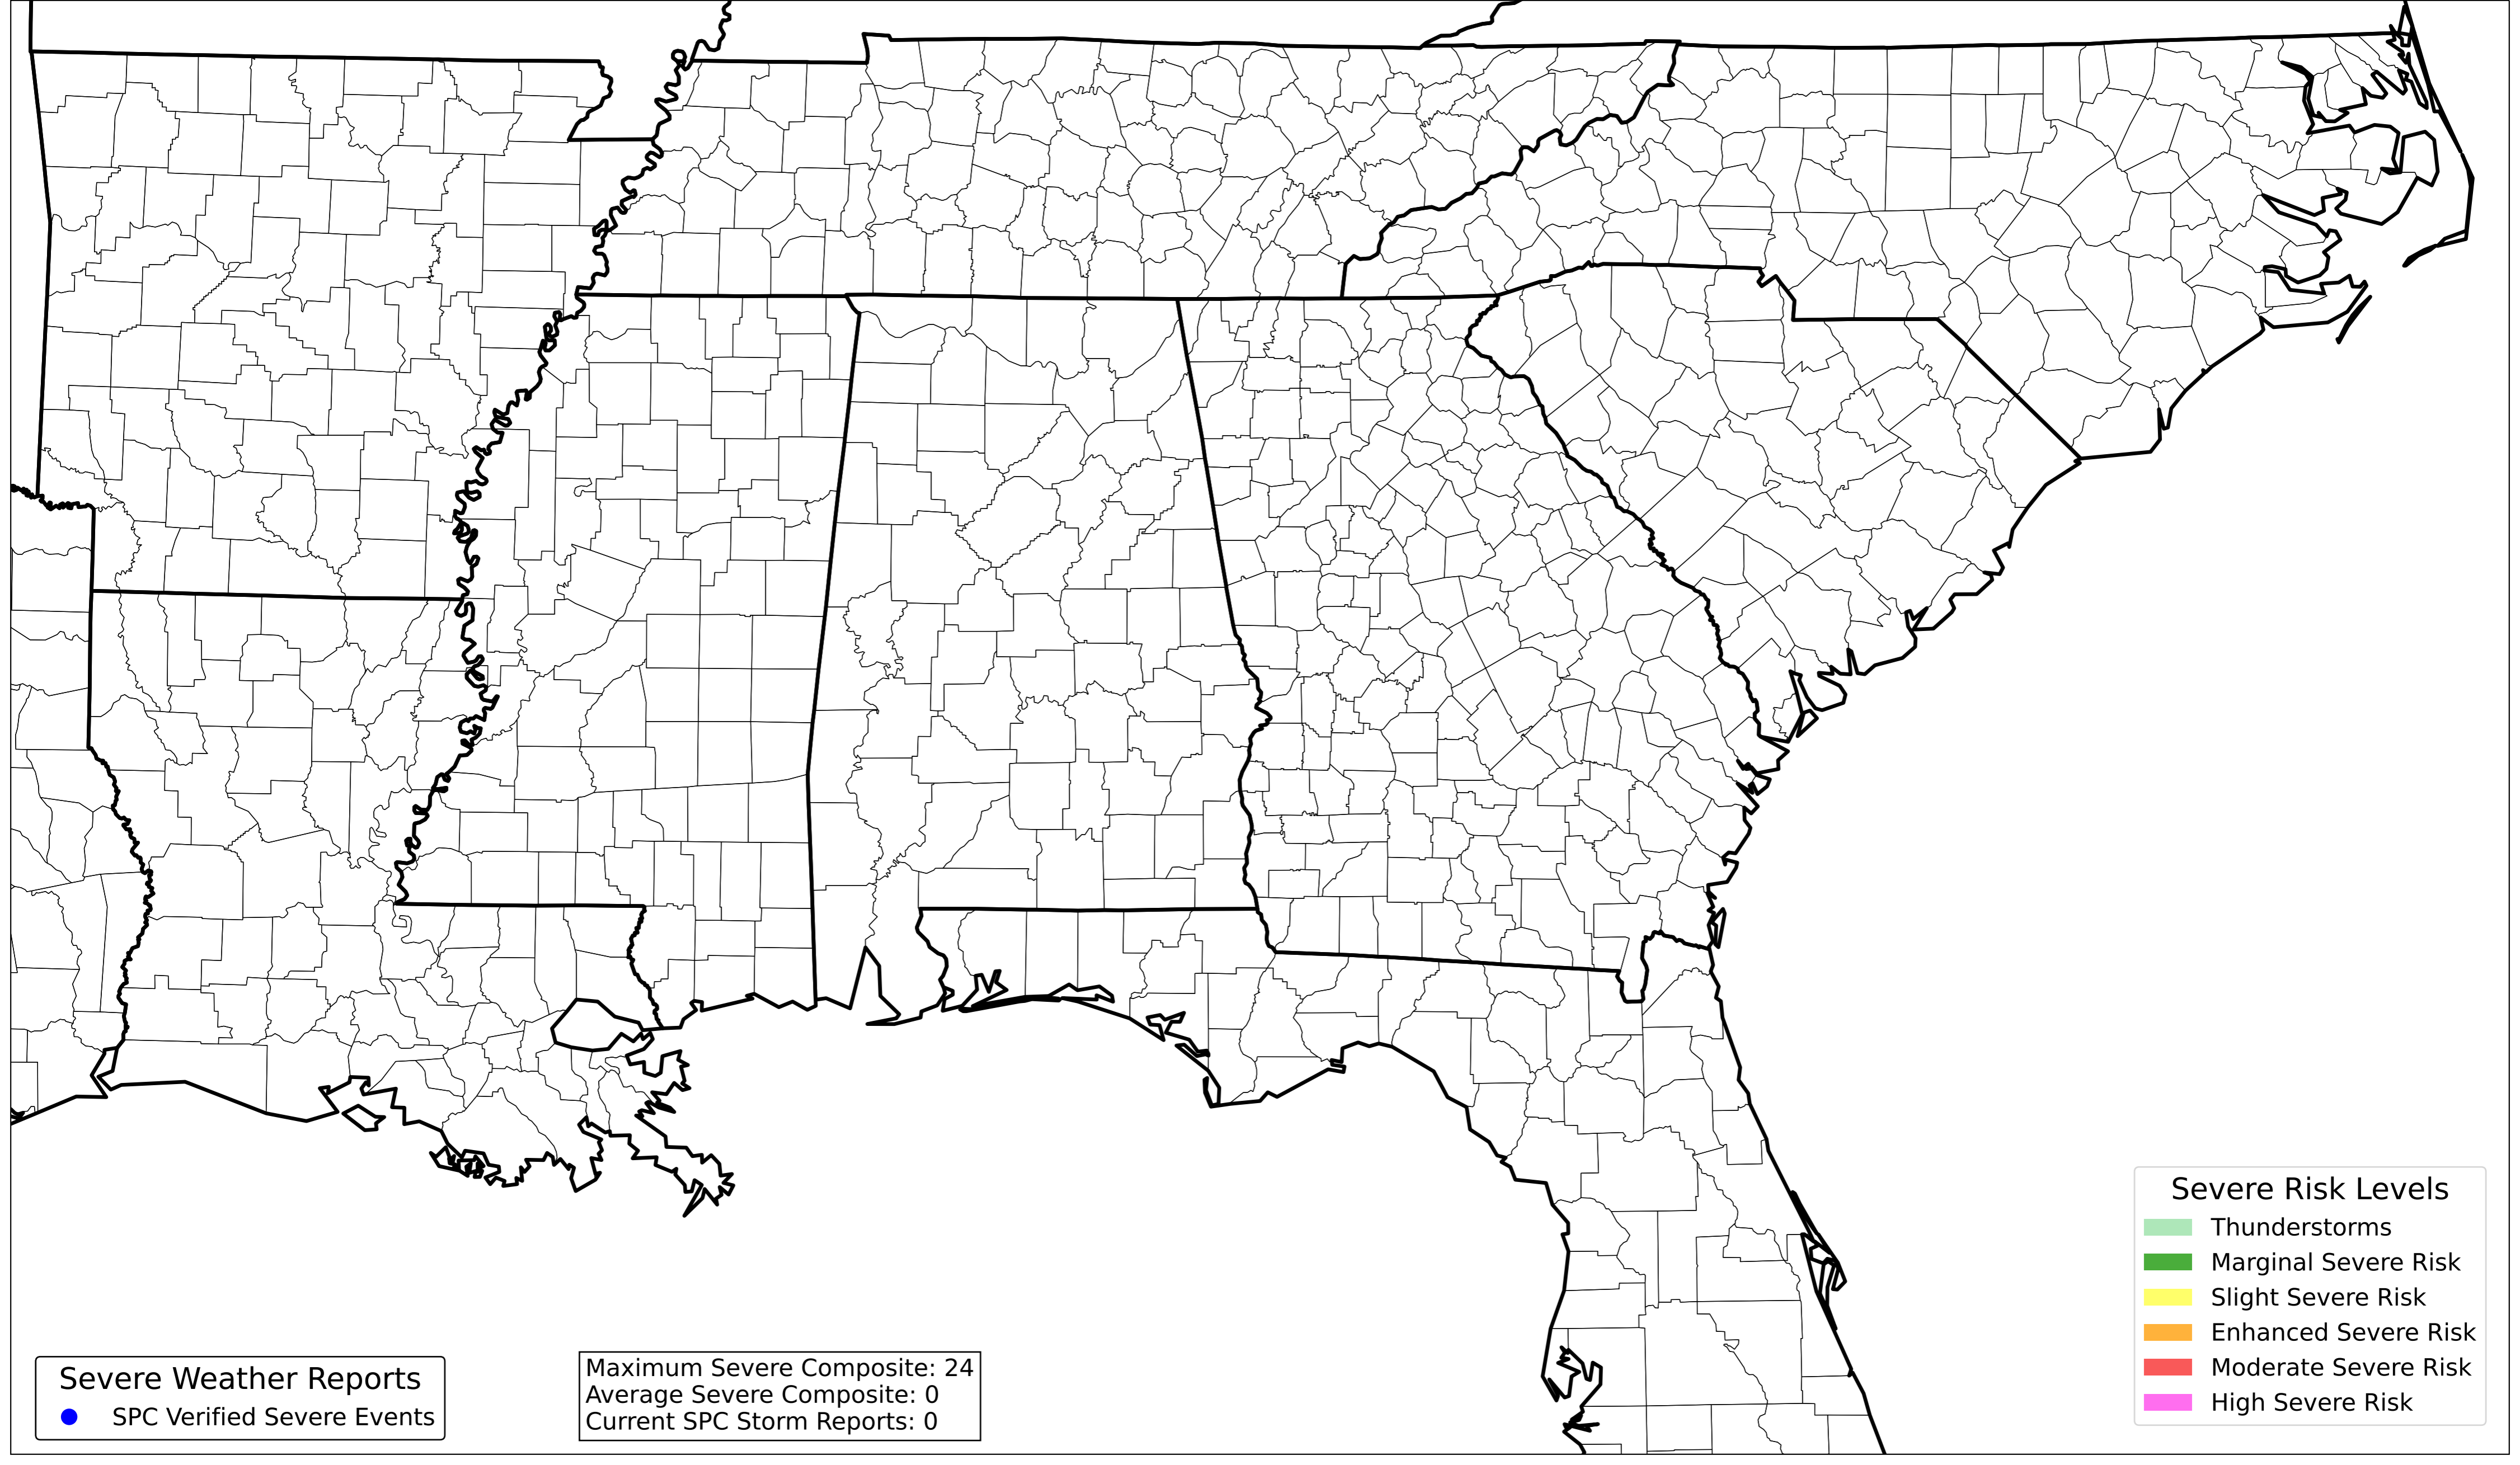 Severe Risk Levels
Thunderstorms
Marginal Severe Risk
Slight Severe Risk
Enhanced Severe Risk
Moderate Severe Risk
High Severe Risk
Severe Weather Reports
SPC Verified Severe Events
Maximum Severe Composite: 24
Average Severe Composite: 0
Current SPC Storm Reports: 0